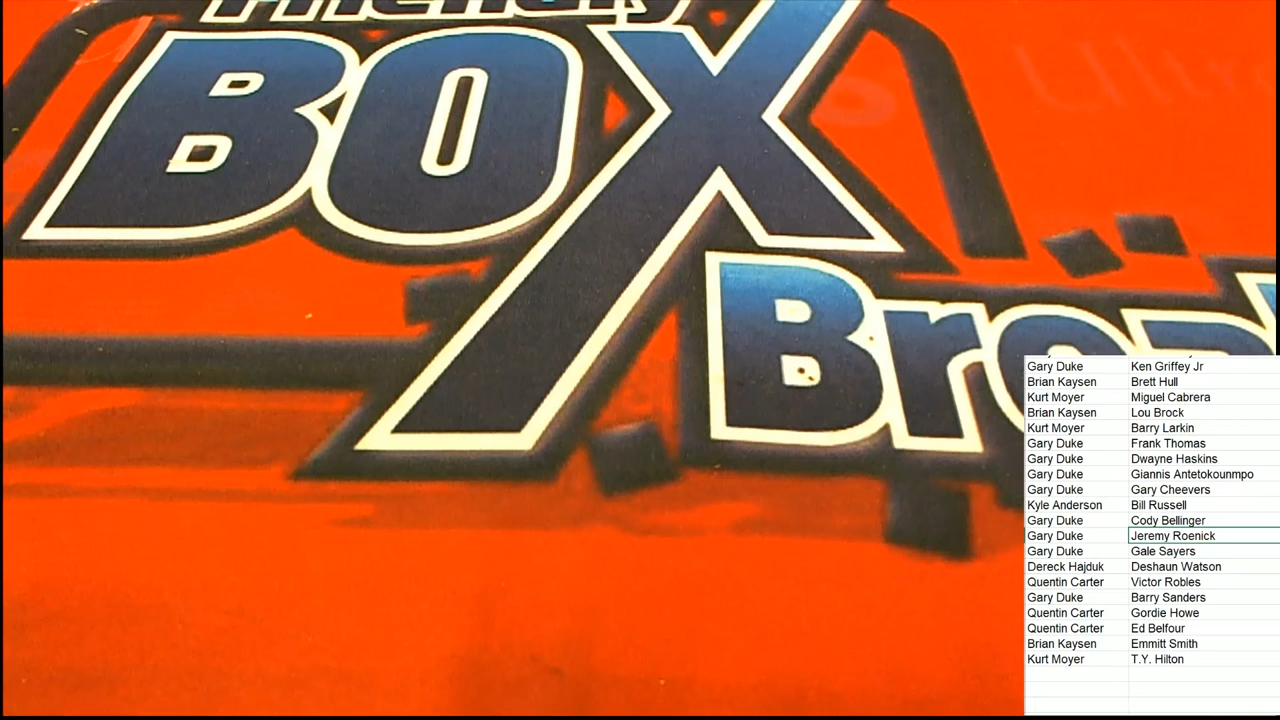 Friendly
BOX
Gary Duke Ken Griffey Jr
Brian Kaysen Brett Hull
Kurt Moyer Miguel Cabrera
Brian Kaysen Lou Brock
Kurt Moyer Barry Larkin
Gary Duke Frank Thomas
Gary Duke Dwayne Haskins
Gary Duke Giannis Antetokounmpo
Gary Duke Gary Cheevers
Kyle Anderson Bill Russell
Gary Duke Cody Bellinger
Gary Duke Jeremy Roenick
Gary Duke Gale Sayers
Dereck Hajduk Deshaun Watson
Quentin Carter Victor Robles
Gary Duke Barry Sanders
Quentin Carter Gordie Howe
Quentin Carter Ed Belfour
Brian Kaysen Emmitt Smith
Kurt Moyer T.Y. Hilton